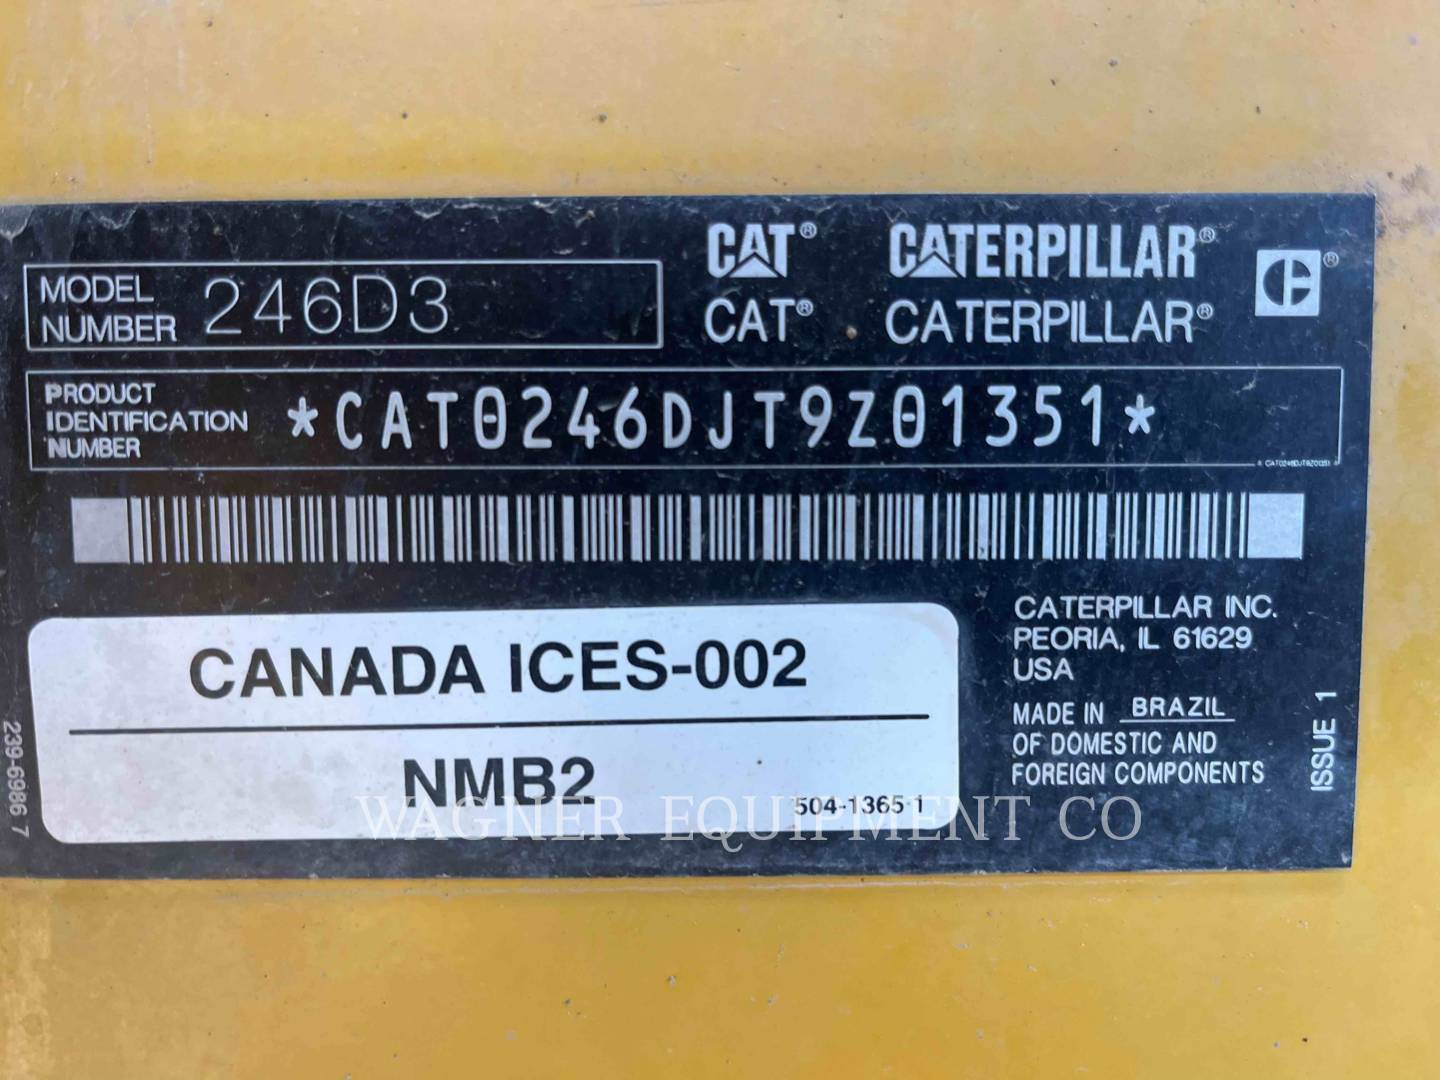 CAT® CATERPILLAR®
CAT® CATERPILLAR®
MODEL NUMBER 246D3
PRODUCT IDENTIFICATION NUMBER *CAT0246DJT9Z01351*
* CAT0246DJT9Z01351
CANADA ICES-002
NMB2
504-1365 1
CATERPILLAR INC.
PEORIA, IL 61629
USA
MADE IN BRAZIL
OF DOMESTIC AND
FOREIGN COMPONENTS
ISSUE 1
239-6986 7
WAGNER EQUIPMENT CO